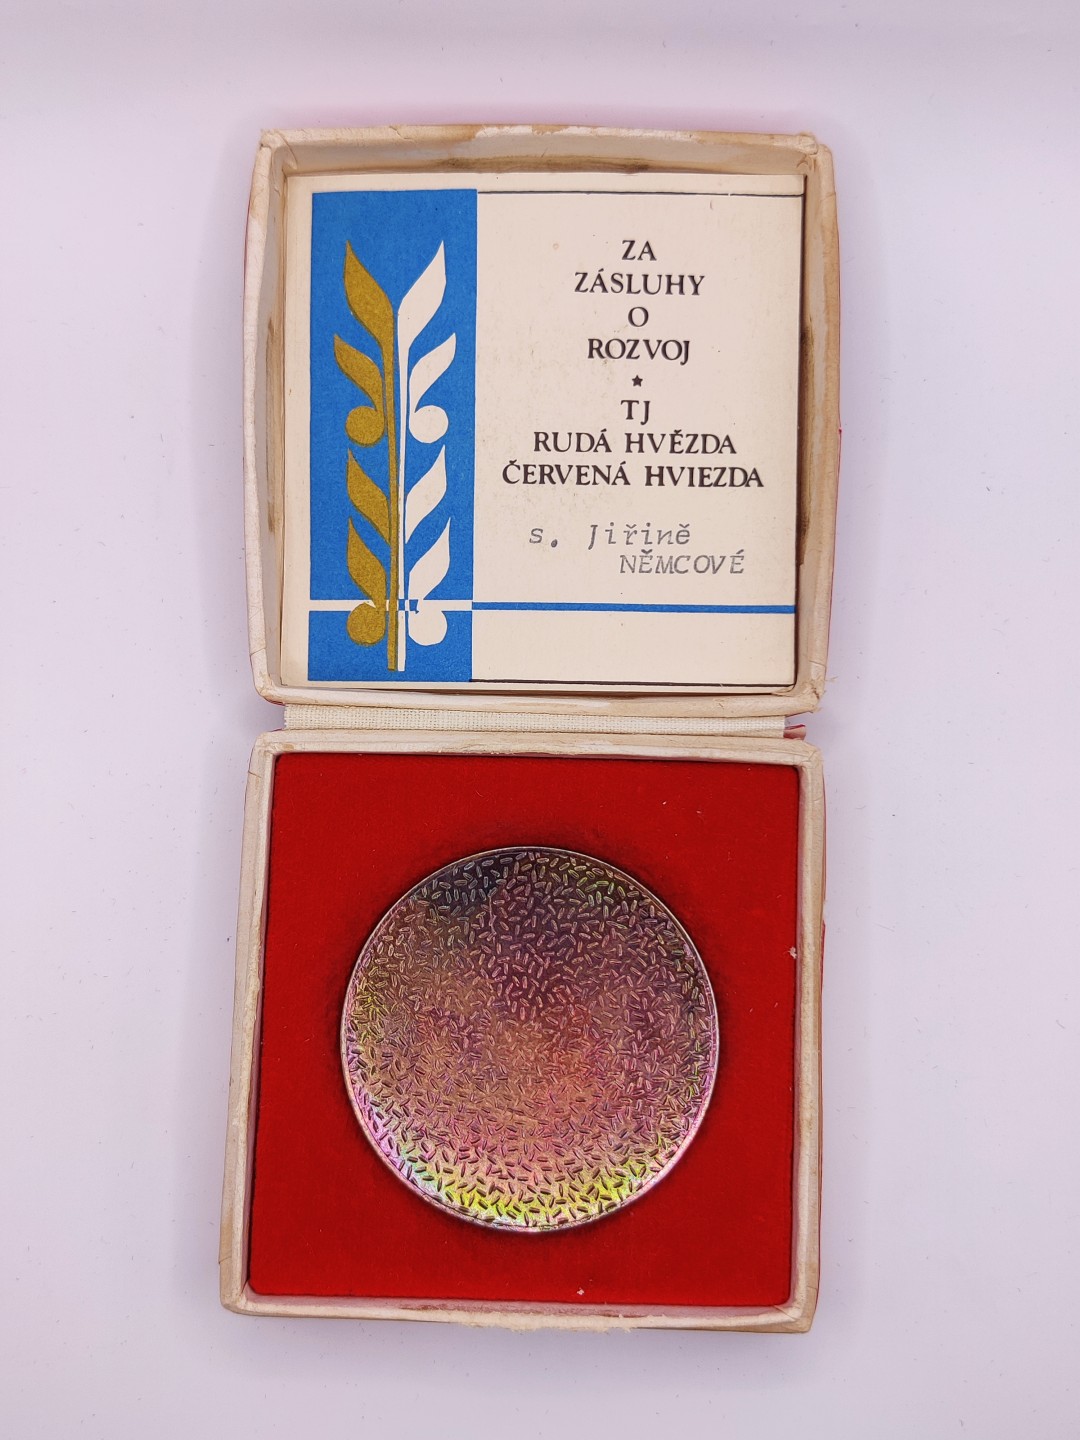 ZA
ZÁSLUHY
O
ROZVOJ
★
TJ
RUDÁ HVĚZDA
ČERVENÁ HVIEZDA
s. Jiřině
NĚMCOVÉ